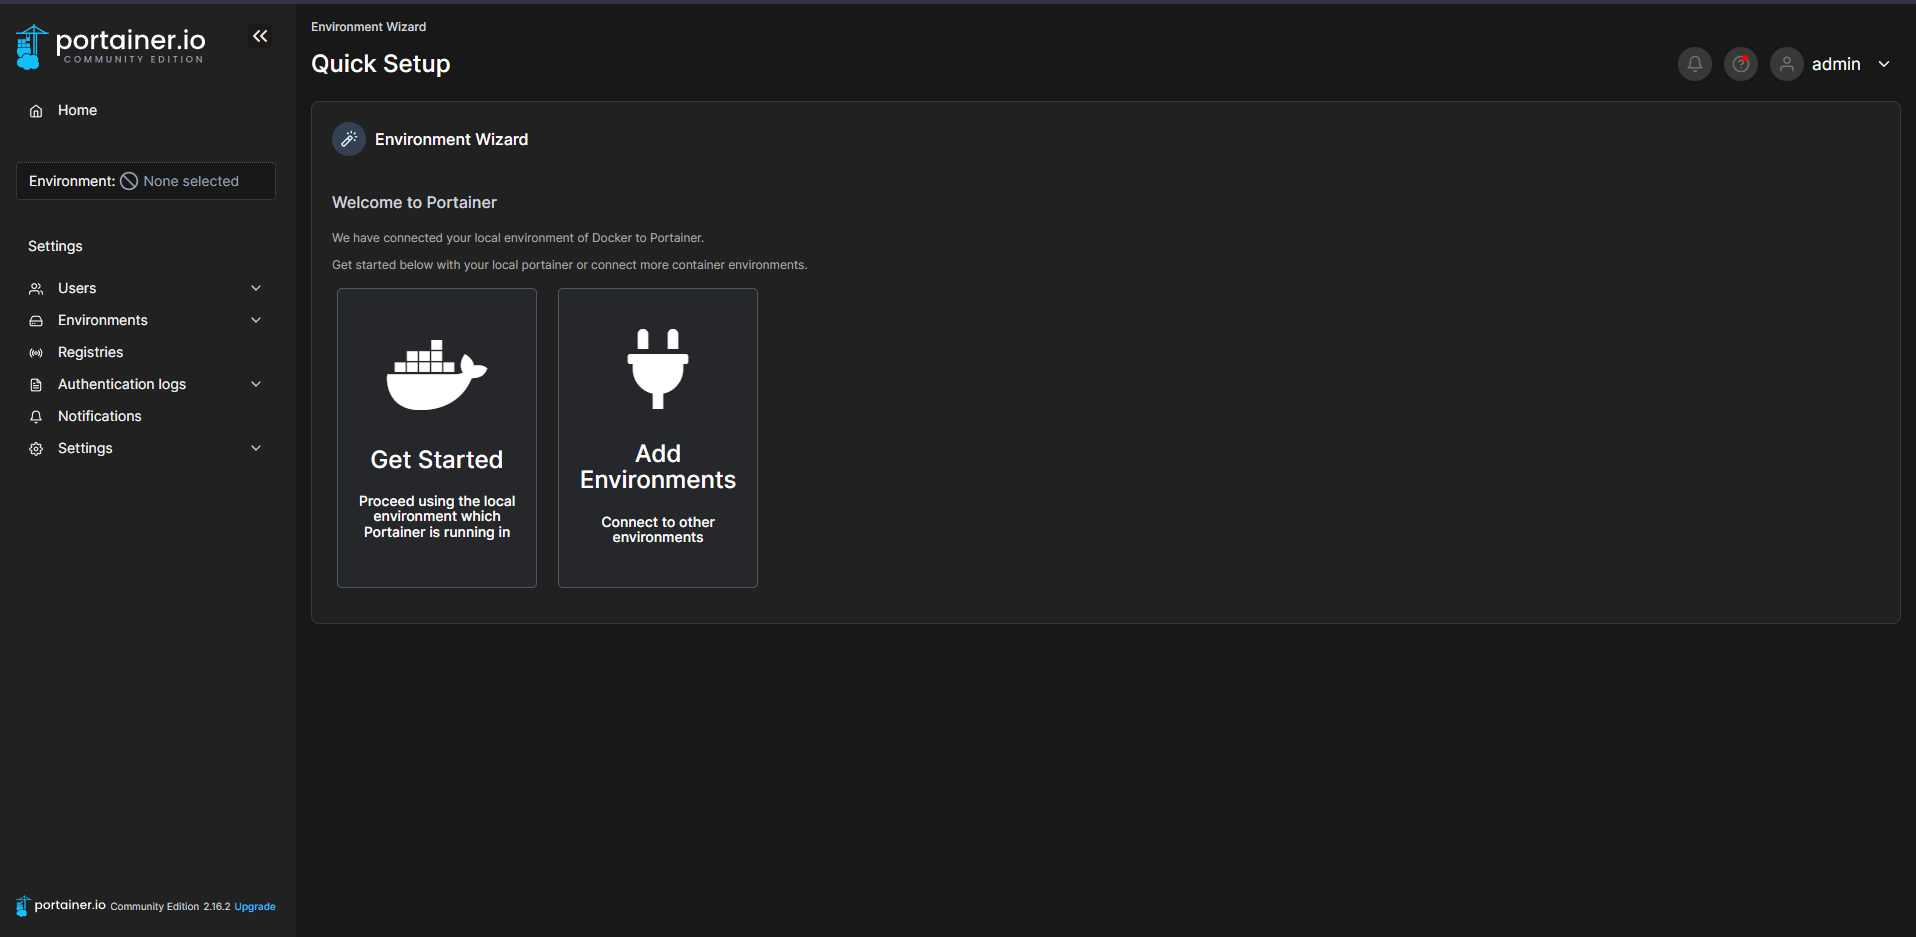 portainer.io
COMMUNITY EDITION
Home
Environment: None selected
Settings
Users
Environments
Registries
Authentication logs
Notifications
Settings
portainer.io Community Edition 2.16.2 Upgrade
Environment Wizard
Quick Setup
admin
Environment Wizard
Welcome to Portainer
We have connected your local environment of Docker to Portainer.
Get started below with your local portainer or connect more container environments.
Get Started
Proceed using the local
environment which
Portainer is running in
Add
Environments
Connect to other
environments